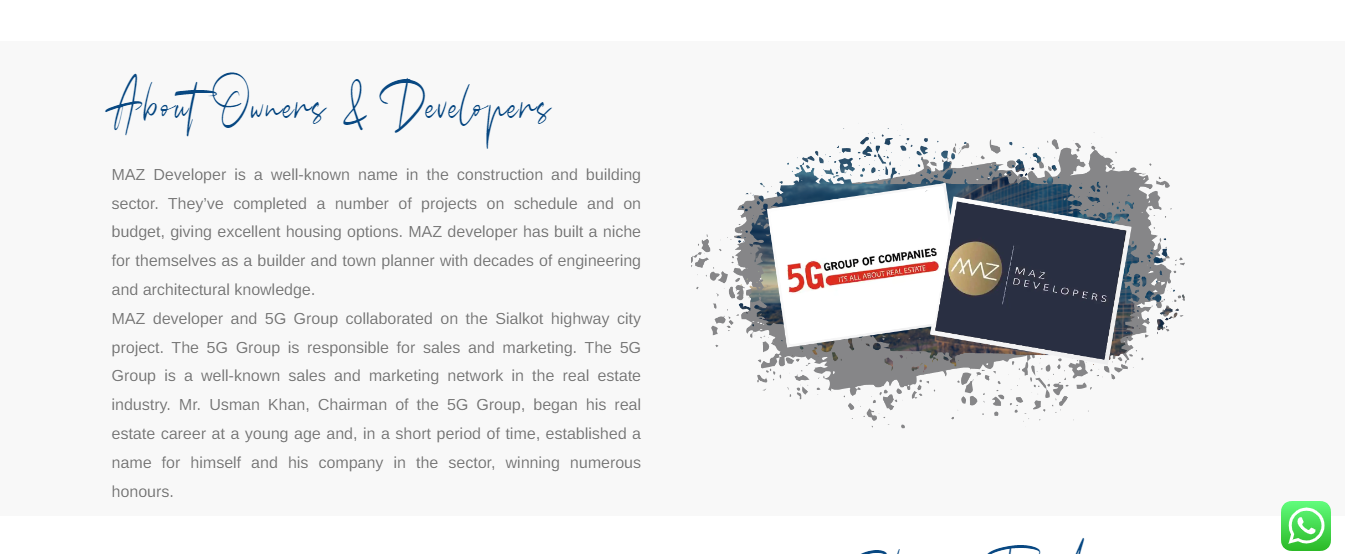 About Owners & Developers
MAZ Developer is a well-known name in the construction and building
sector. They’ve completed a number of projects on schedule and on
budget, giving excellent housing options. MAZ developer has built a niche
for themselves as a builder and town planner with decades of engineering
and architectural knowledge.
MAZ developer and 5G Group collaborated on the Sialkot highway city
project. The 5G Group is responsible for sales and marketing. The 5G
Group is a well-known sales and marketing network in the real estate
industry. Mr. Usman Khan, Chairman of the 5G Group, began his real
estate career at a young age and, in a short period of time, established a
name for himself and his company in the sector, winning numerous
honours.
5G GROUP OF COMPANIES
ITS ALL ABOUT REAL ESTATE
MAZ
MAZ
DEVELOPERS